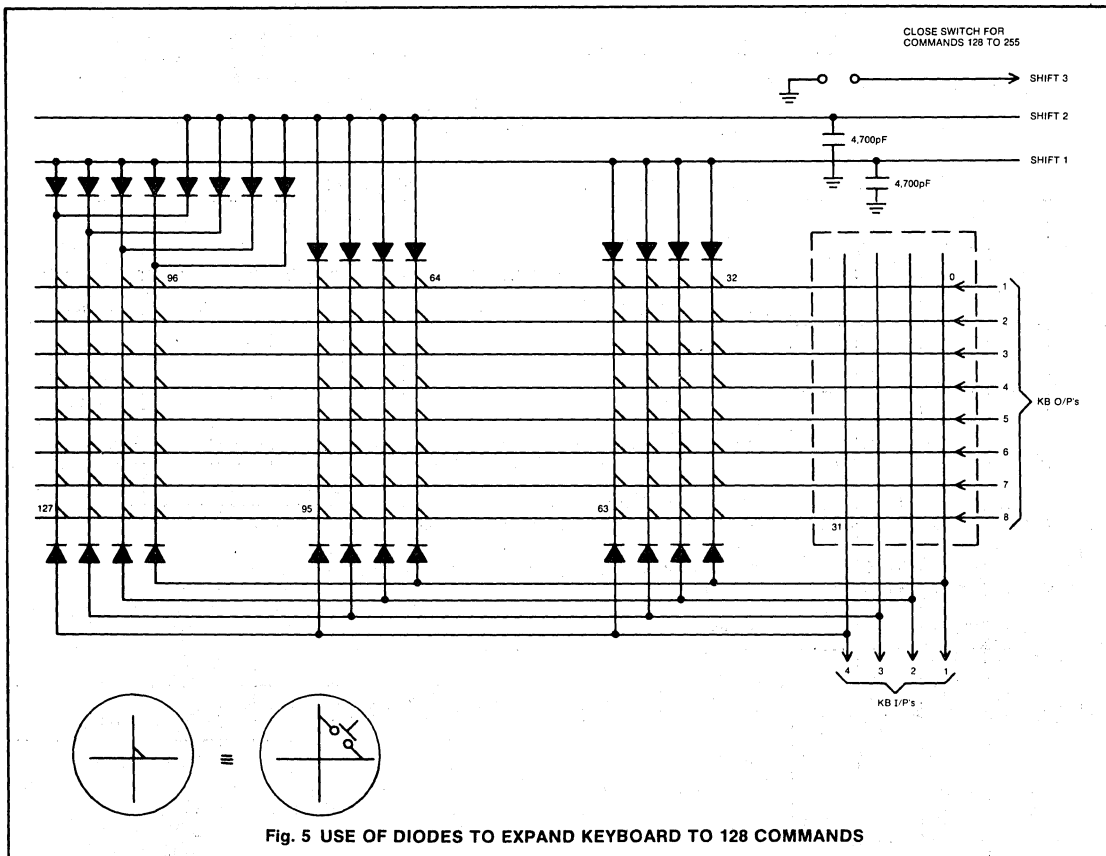 CLOSE SWITCH FOR
COMMANDS 128 TO 255
SHIFT 3
SHIFT 2
4,700pF
SHIFT 1
4,700pF
96
64
32
0
1
2
3
4
5
6
7
8
KB O/P's
127
95
63
31
4 3 2 1
KB I/P's
≡
Fig. 5 USE OF DIODES TO EXPAND KEYBOARD TO 128 COMMANDS